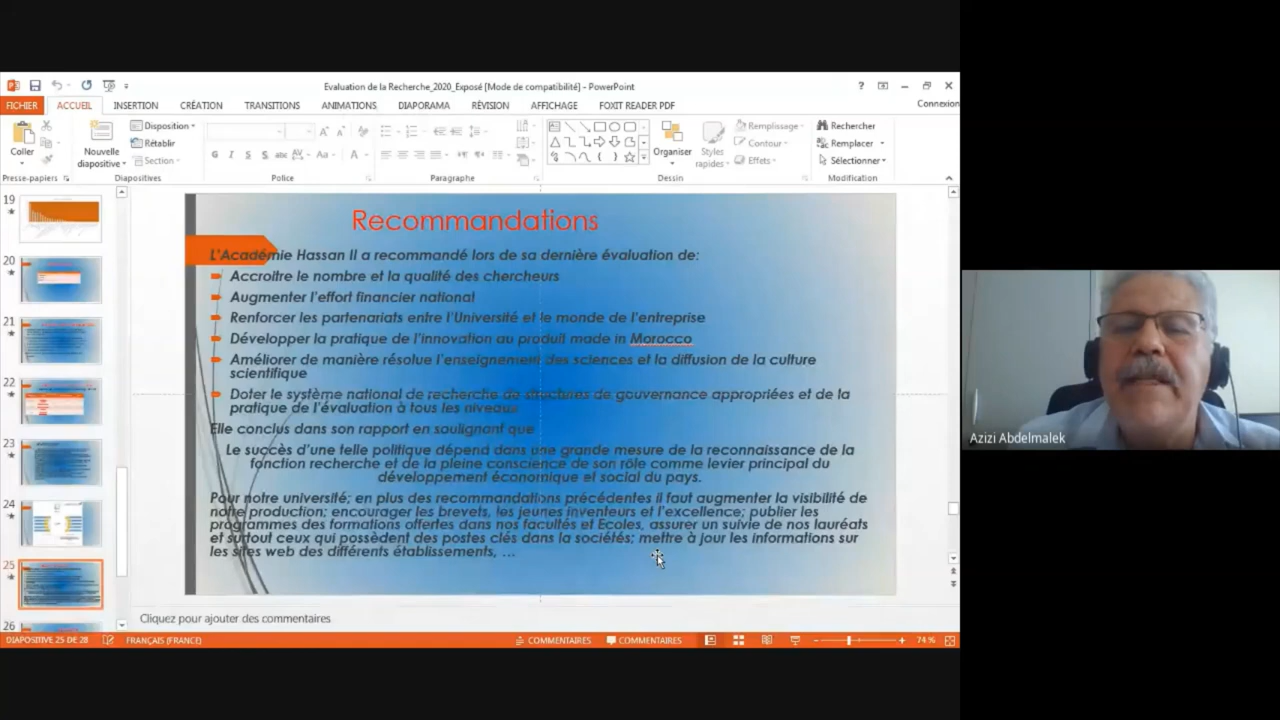 Evaluation de la Recherche_2020_Exposé [Mode de compatibilité] - PowerPoint
FICHIER ACCUEIL INSERTION CRÉATION TRANSITIONS ANIMATIONS DIAPORAMA RÉVISION AFFICHAGE FOXIT READER PDF Connexion
Coller
Presse-papiers
Nouvelle diapositive
Disposition
Rétablir
Section
Diapositives
Police
Paragraphe
Organiser
Styles rapides
Remplissage
Contour
Effets
Dessin
Rechercher
Remplacer
Sélectionner
Modification
19
20
21
22
23
24
25
26
Recommandations
L'Académie Hassan II a recommandé lors de sa dernière évaluation de:
Accroitre le nombre et la qualité des chercheurs
Augmenter l'effort financier national
Renforcer les partenariats entre l'Université et le monde de l'entreprise
Développer la pratique de l'innovation au produit made in Morocco
Améliorer de manière résolue l'enseignement des sciences et la diffusion de la culture
scientifique
Doter le système national de recherche de structures de gouvernance appropriées et de la
pratique de l'évaluation à tous les niveaux
Elle conclus dans son rapport en soulignant que
Le succès d'une telle politique dépend dans une grande mesure de la reconnaissance de la
fonction recherche et de la pleine conscience de son rôle comme levier principal du
développement économique et social du pays.
Pour notre université; en plus des recommandations précédentes il faut augmenter la visibilité de
notre production; encourager les brevets, les jeunes inventeurs et l'excellence; publier les
programmes des formations offertes dans nos facultés et Ecoles, assurer un suivie de nos lauréats
et surtout ceux qui possèdent des postes clés dans la sociétés; mettre à jour les informations sur
les sites web des différents établissements, ...
Cliquez pour ajouter des commentaires
DIAPOSITIVE 25 DE 28 FRANÇAIS (FRANCE) COMMENTAIRES COMMENTAIRES 74 %
Azizi Abdelmalek